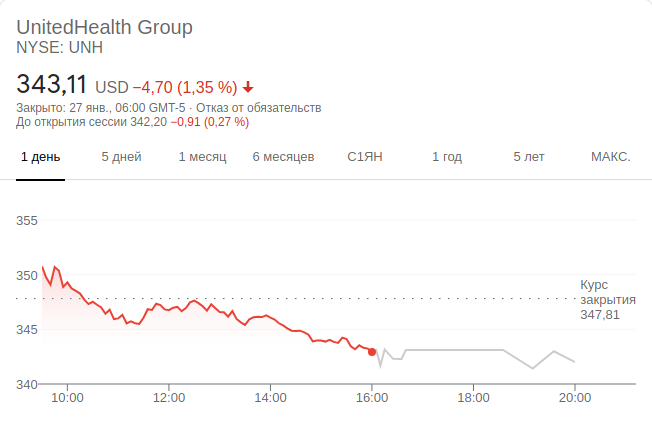 UnitedHealth Group
NYSE: UNH
343,11 USD −4,70 (1,35 %)
Закрыто: 27 янв., 06:00 GMT-5 · Отказ от обязательств
До открытия сессии 342,20 −0,91 (0,27 %)
1 день 5 дней 1 месяц 6 месяцев С1ЯН 1 год 5 лет МАКС.
355
350
Курс
закрытия
347,81
345
340
10:00 12:00 14:00 16:00 18:00 20:00